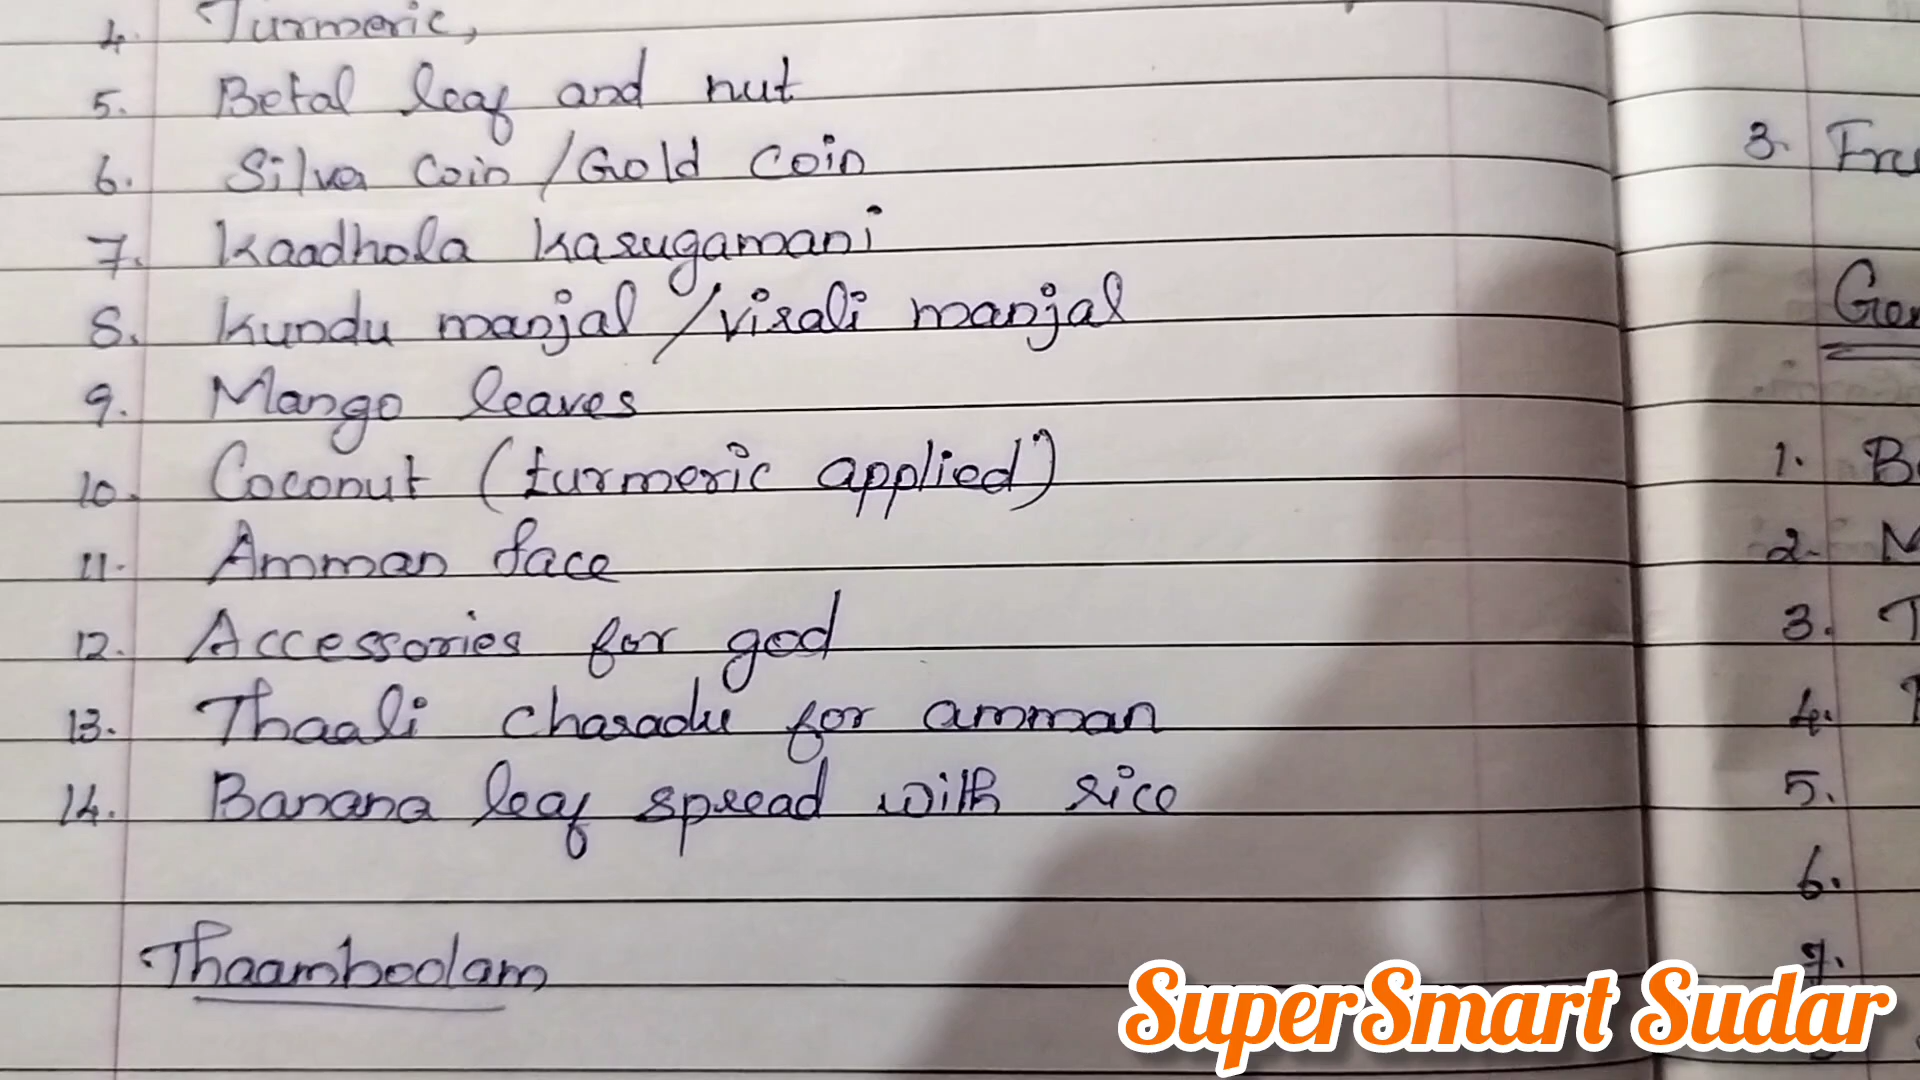 4. Turmeric,
5. Betal leaf and nut
6. Silver Coin / Gold coin
7. Kaadhola karugamani
8. Kundu manjal / virali manjal
9. Mango leaves
10. Coconut (turmeric applied)
11. Amman face
12. Accessories for god
13. Thaali charadu for amman
14. Banana leaf spread with rice
Thaamboolam
3.
1.
2.
3.
4.
5.
6.
7.
SuperSmart Sudar